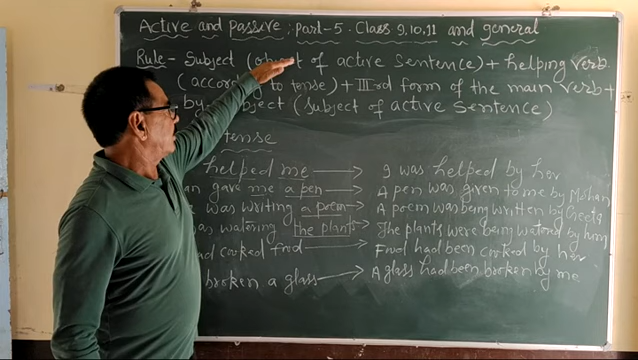 Active and passive : Part-5. Class 9,10,11 and general
Rule - Subject (object of active Sentence) + helping verb
(according to tense) + IIIrd form of the main verb +
by object (Subject of active Sentence)
tense
helped me → I was helped by her
gave me a pen → A pen was given to me by Mohan
was writing a poem → A poem was being written by Geeta
was watering the plants The plants were being watered by him
had cooked food → Food had been cooked by her
broken a glass → A glass had been broken by me